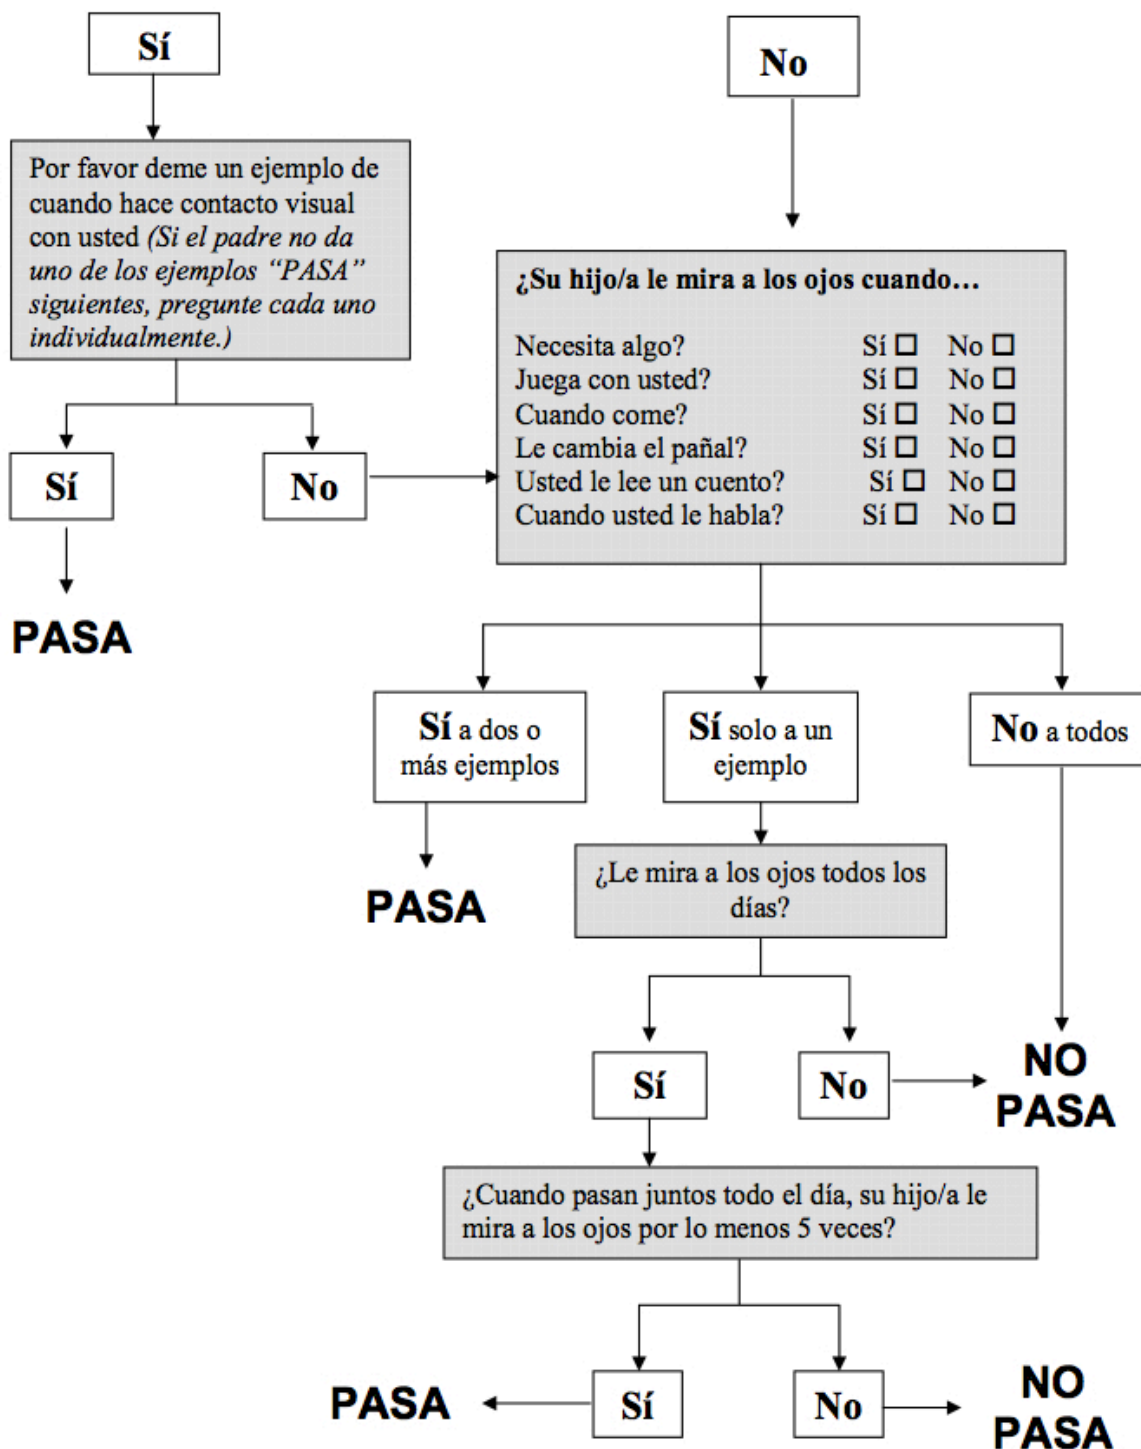 Sí
No
Por favor deme un ejemplo de
cuando hace contacto visual
con usted (Si el padre no da
uno de los ejemplos “PASA”
siguientes, pregunte cada uno
individualmente.)
¿Su hijo/a le mira a los ojos cuando…
Necesita algo? Sí □ No □
Juega con usted? Sí □ No □
Cuando come? Sí □ No □
Le cambia el pañal? Sí □ No □
Usted le lee un cuento? Sí □ No □
Cuando usted le habla? Sí □ No □
Sí
No
PASA
Sí a dos o
más ejemplos
Sí solo a un
ejemplo
No a todos
PASA
¿Le mira a los ojos todos los
días?
Sí
No
NO
PASA
¿Cuando pasan juntos todo el día, su hijo/a le
mira a los ojos por lo menos 5 veces?
PASA
Sí
No
NO
PASA